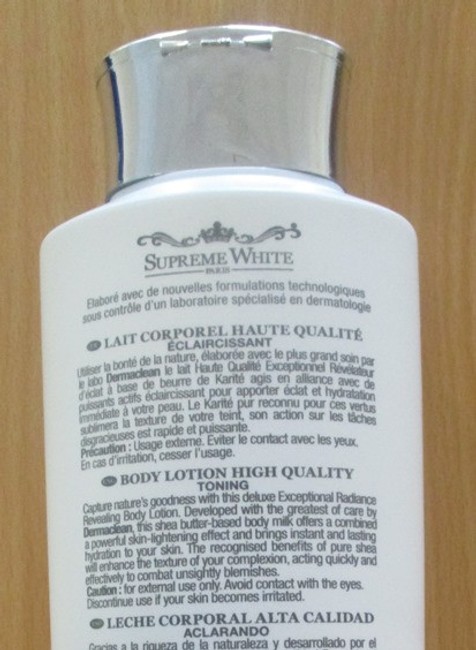 SUPREME WHITE
PARIS
Elaboré avec de nouvelles formulations technologiques
sous contrôle d'un laboratoire spécialisé en dermatologie
LAIT CORPOREL HAUTE QUALITÉ
ÉCLAIRCISSANT
Utiliser la bonté de la nature, élaborée avec le plus grand soin par
le labo Dermaclean le lait Haute Qualité Exceptionnel Révélateur
d'éclat à base de beurre de Karité agis en alliance avec de
puissants actifs éclaircissant pour apporter éclat et hydratation
immédiate à votre peau. Le Karité pur reconnu pour ces vertus
sublimera la texture de votre teint, son action sur les tâches
disgracieuses est rapide et puissante.
Précaution : Usage externe. Eviter le contact avec les yeux.
En cas d'irritation, cesser l'usage.
BODY LOTION HIGH QUALITY
TONING
Capture nature's goodness with this deluxe Exceptional Radiance
Revealing Body Lotion. Developed with the greatest of care by
Dermaclean, this shea butter-based body milk offers a combined
a powerful skin-lightening effect and brings instant and lasting
hydration to your skin. The recognised benefits of pure shea
will enhance the texture of your complexion, acting quickly and
effectively to combat unsightly blemishes.
Caution : for external use only. Avoid contact with the eyes.
Discontinue use if your skin becomes irritated.
LECHE CORPORAL ALTA CALIDAD
ACLARANDO
Gracias a la riqueza de la naturaleza y desarrollado por el